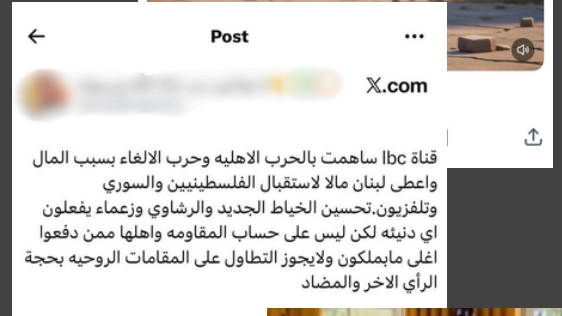 Post
X.com
قناة lbc ساهمت بالحرب الاهليه وحرب الالغاء بسبب المال
واعطى لبنان مالا لاستقبال الفلسطينيين والسوري
وتلفزيون.تحسين الخياط الجديد والرشاوي وزعماء يفعلون
اي دنيئه لكن ليس على حساب المقاومه واهلها ممن دفعوا
اغلى مابملكون ولايجوز التطاول على المقامات الروحيه بحجة
الرأي الاخر والمضاد